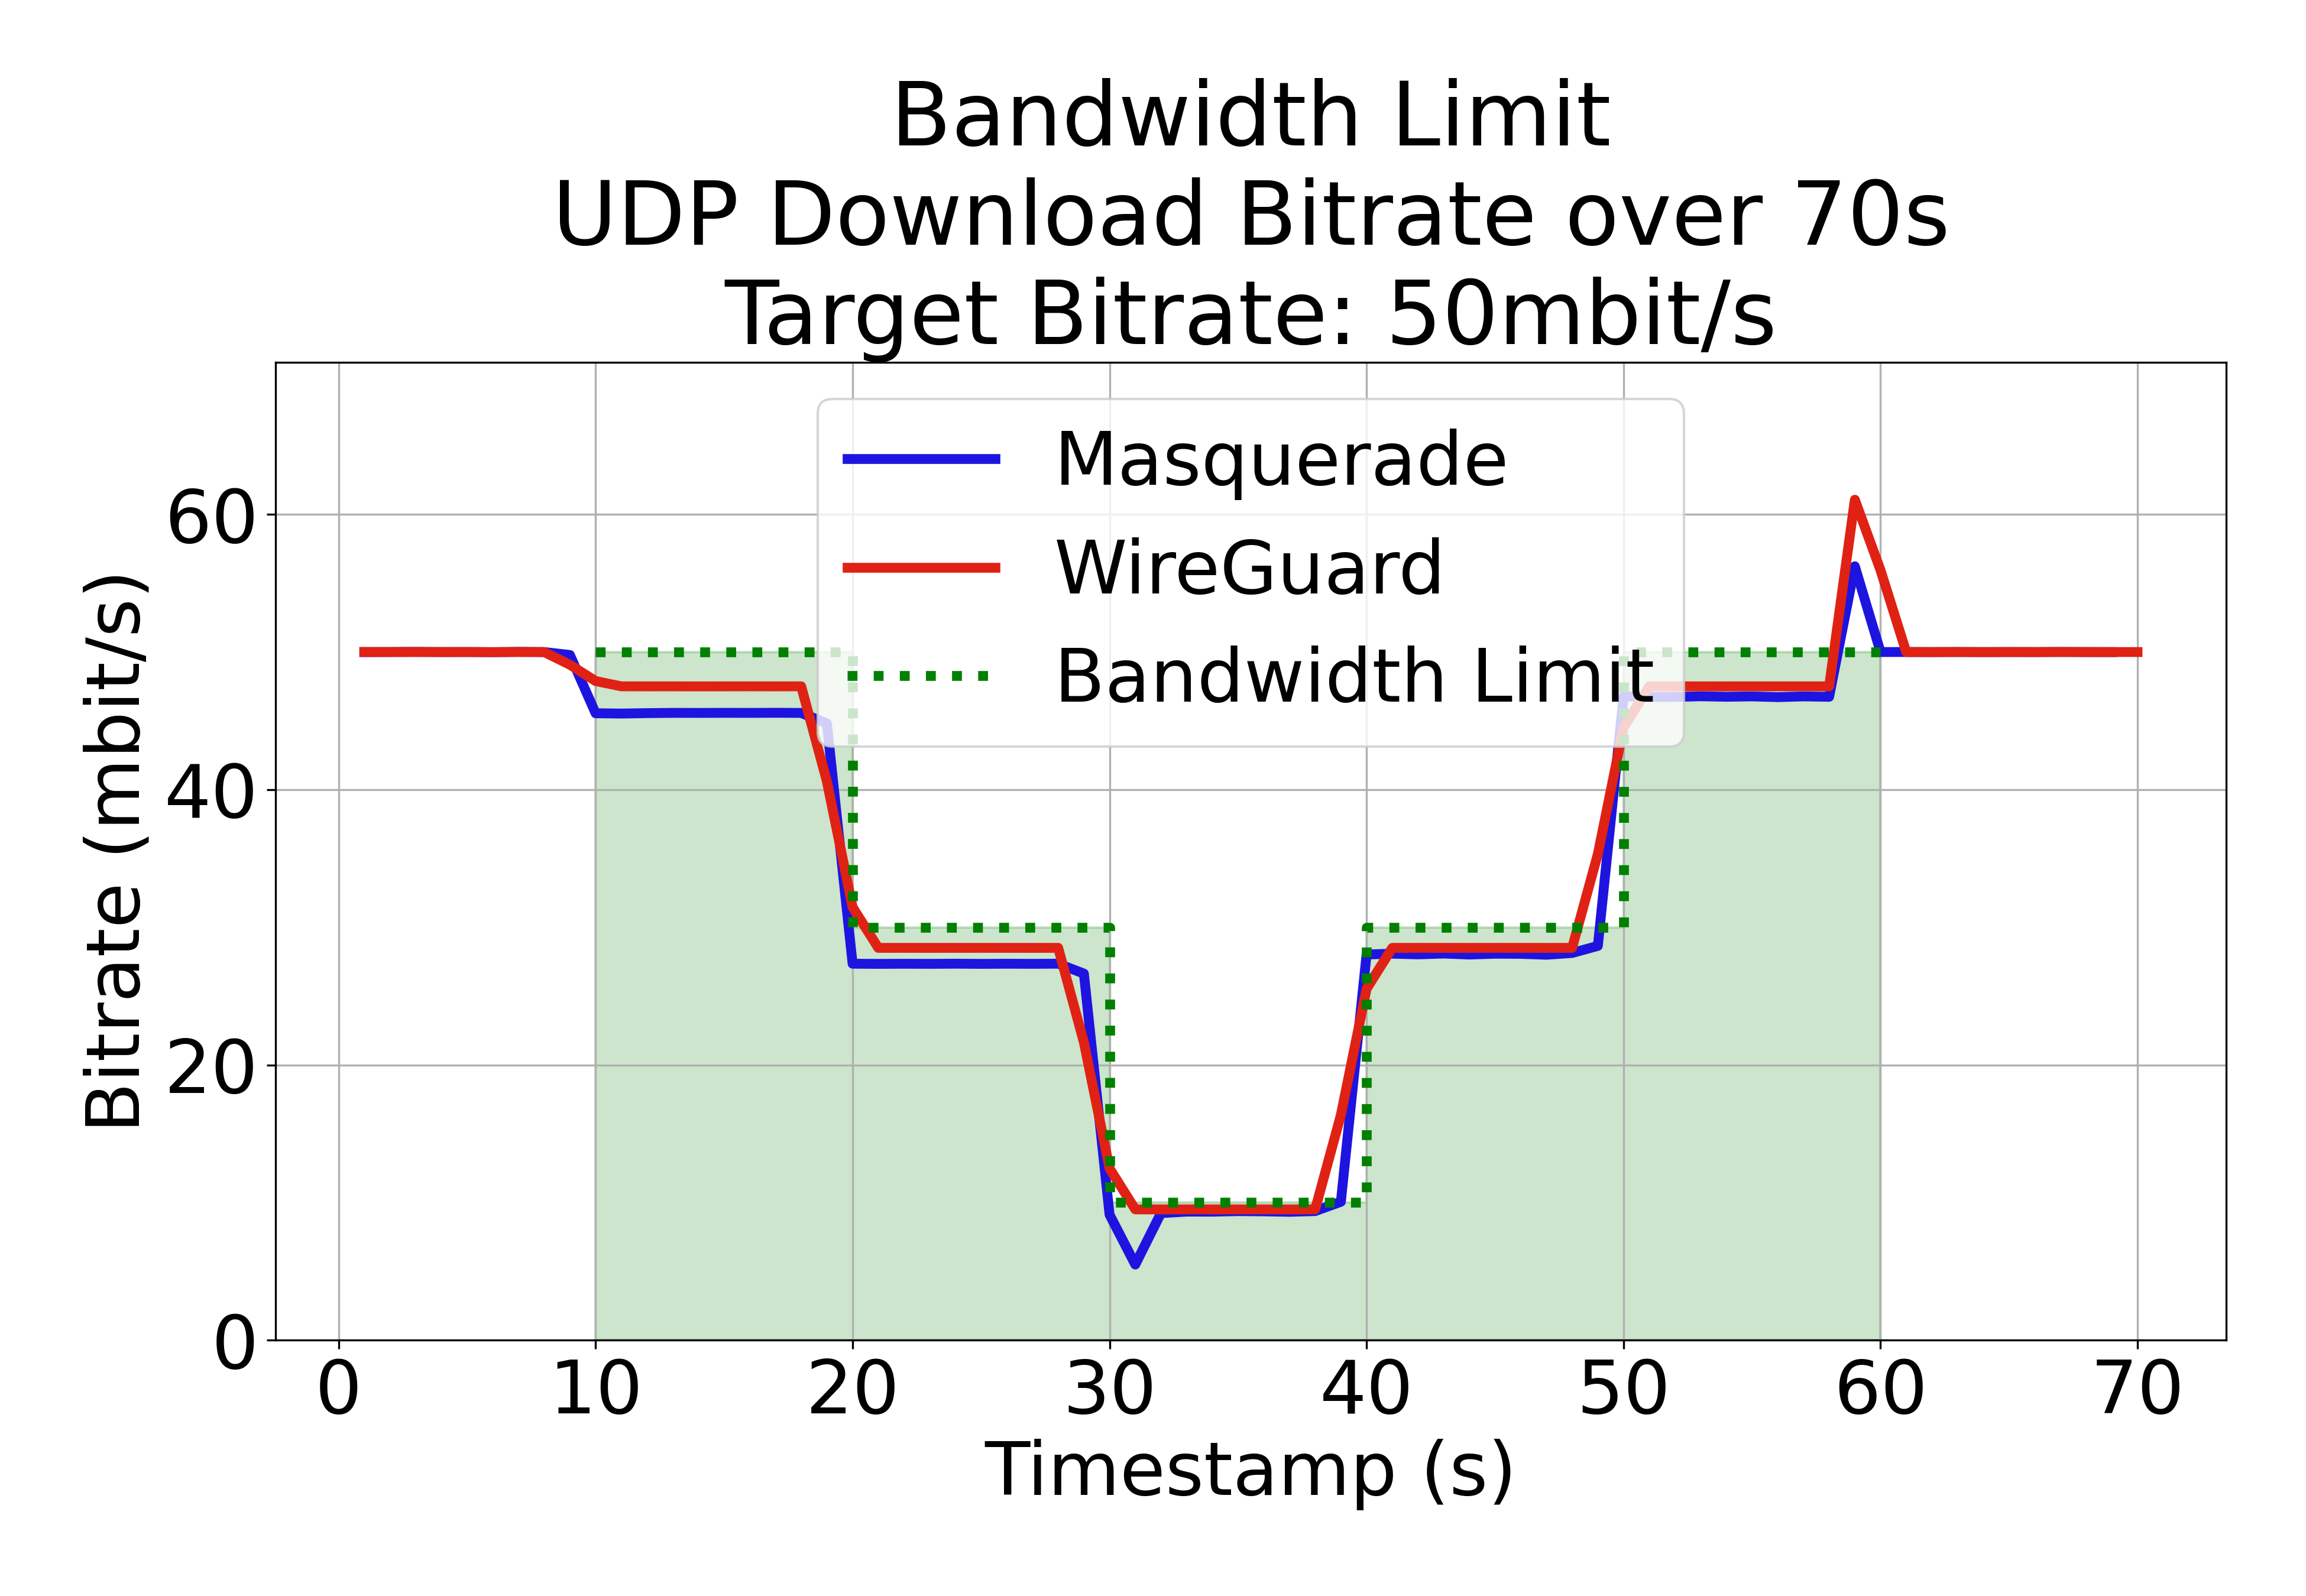 Bandwidth Limit
UDP Download Bitrate over 70s
Target Bitrate: 50mbit/s
Masquerade
WireGuard
Bandwidth Limit
Bitrate (mbit/s)
60
40
20
0
0 10 20 30 40 50 60 70
Timestamp (s)